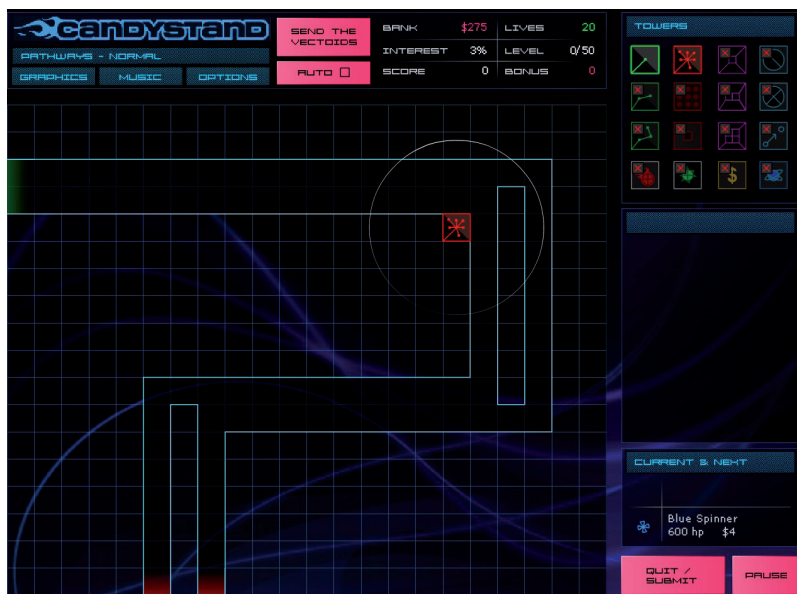 CANDYSTAND
PATHWAYS - NORMAL
GRAPHICS MUSIC OPTIONS
SEND THE
VECTOIDS
AUTO
BANK $275 LIVES 20
INTEREST 3% LEVEL 0/50
SCORE 0 BONUS 0
TOWERS
CURRENT & NEXT
Blue Spinner
600 hp $4
QUIT /
SUBMIT
PAUSE